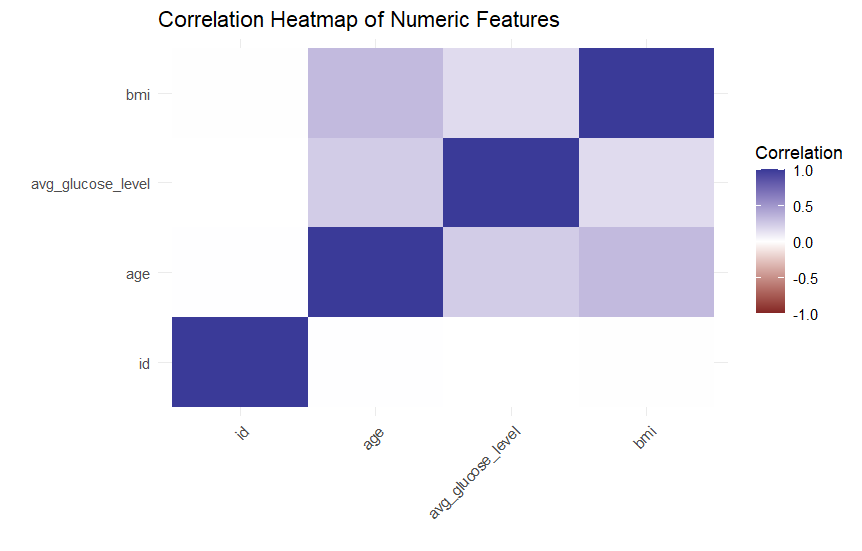 Correlation Heatmap of Numeric Features
bmi
avg_glucose_level
age
id
id
age
avg_glucose_level
bmi
Correlation
1.0
0.5
0.0
-0.5
-1.0